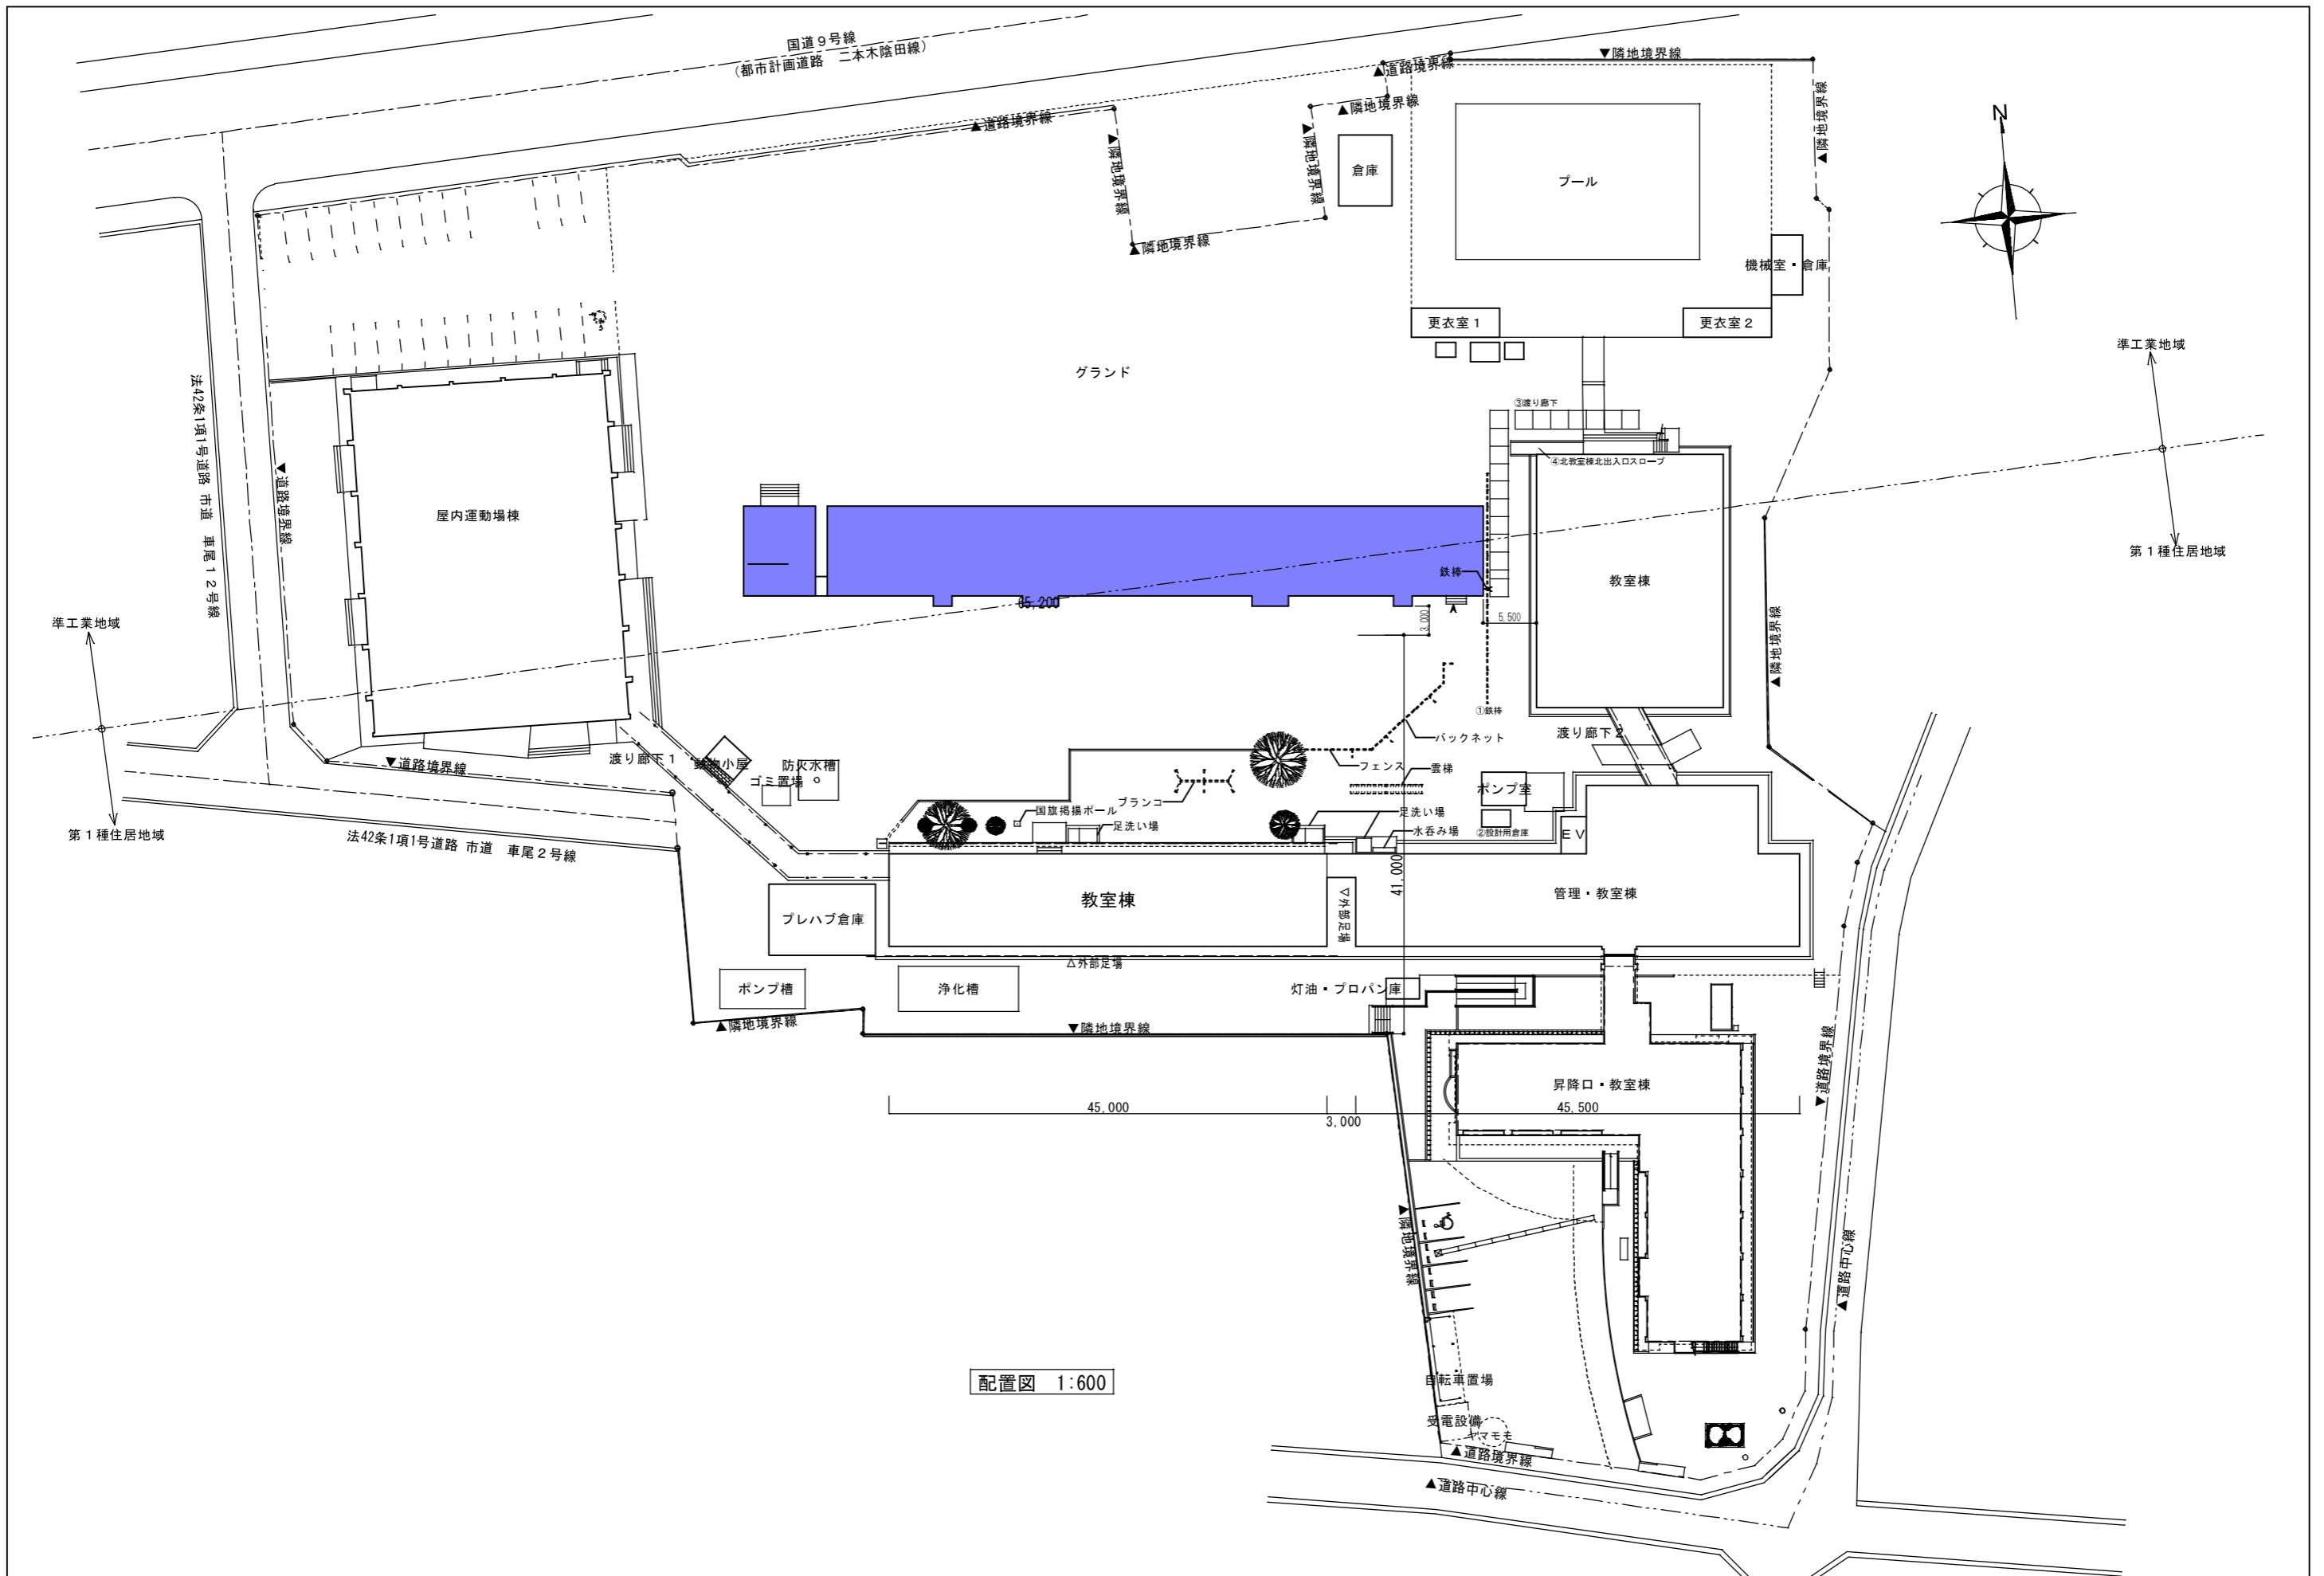 国道９号線
（都市計画道路　二本木陰田線）
▼隣地境界線
▲道路境界線
▲隣地境界線
▲道路境界線
▼隣地境界線
▼隣地境界線
▲隣地境界線
▲隣地境界線
N
倉庫
プール
機械室・倉庫
更衣室１
更衣室２
準工業地域
第１種住居地域
グランド
③渡り廊下
④北教室棟北出入口スロープ
法42条1項1号道路 市道　車尾１２号線
▲道路境界線
屋内運動場棟
教室棟
鉄棒
65,200
3,000
5,500
▲隣地境界線
準工業地域
第１種住居地域
①鉄棒
バックネット
渡り廊下２
渡り廊下１
動物小屋
防火水槽
ゴミ置場
フェンス
雲梯
ポンプ室
▼道路境界線
ブランコ
国旗掲揚ポール
足洗い場
足洗い場
水呑み場
②設計用倉庫
ＥＶ
法42条1項1号道路 市道　車尾２号線
41,000
教室棟
▽外部足場
管理・教室棟
プレハブ倉庫
△外部足場
ポンプ槽
浄化槽
灯油・プロパン庫
▲隣地境界線
▼隣地境界線
▼道路境界線
昇降口・教室棟
45,000
3,000
45,500
▼隣地境界線
▲道路中心線
配置図　1:600
自転車置場
受電設備
ヤマモモ
▲道路境界線
▲道路中心線